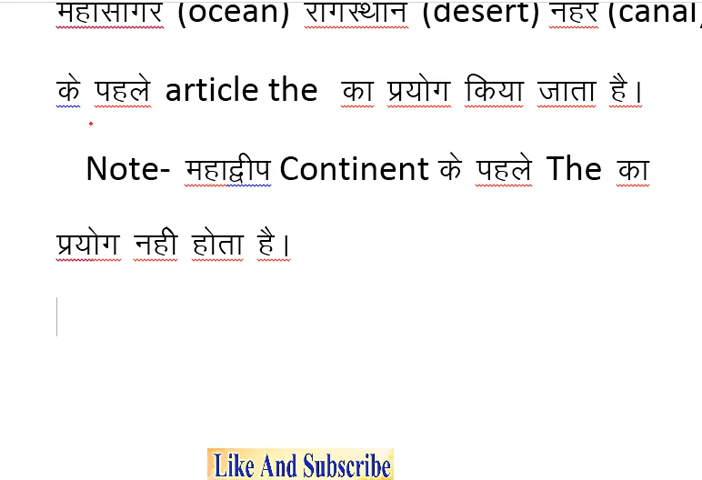 महासागर (ocean) रेगिस्थान (desert) नहर (canal)
के पहले article the का प्रयोग किया जाता है।
Note- महाद्वीप Continent के पहले The का
प्रयोग नही होता है।
Like And Subscribe